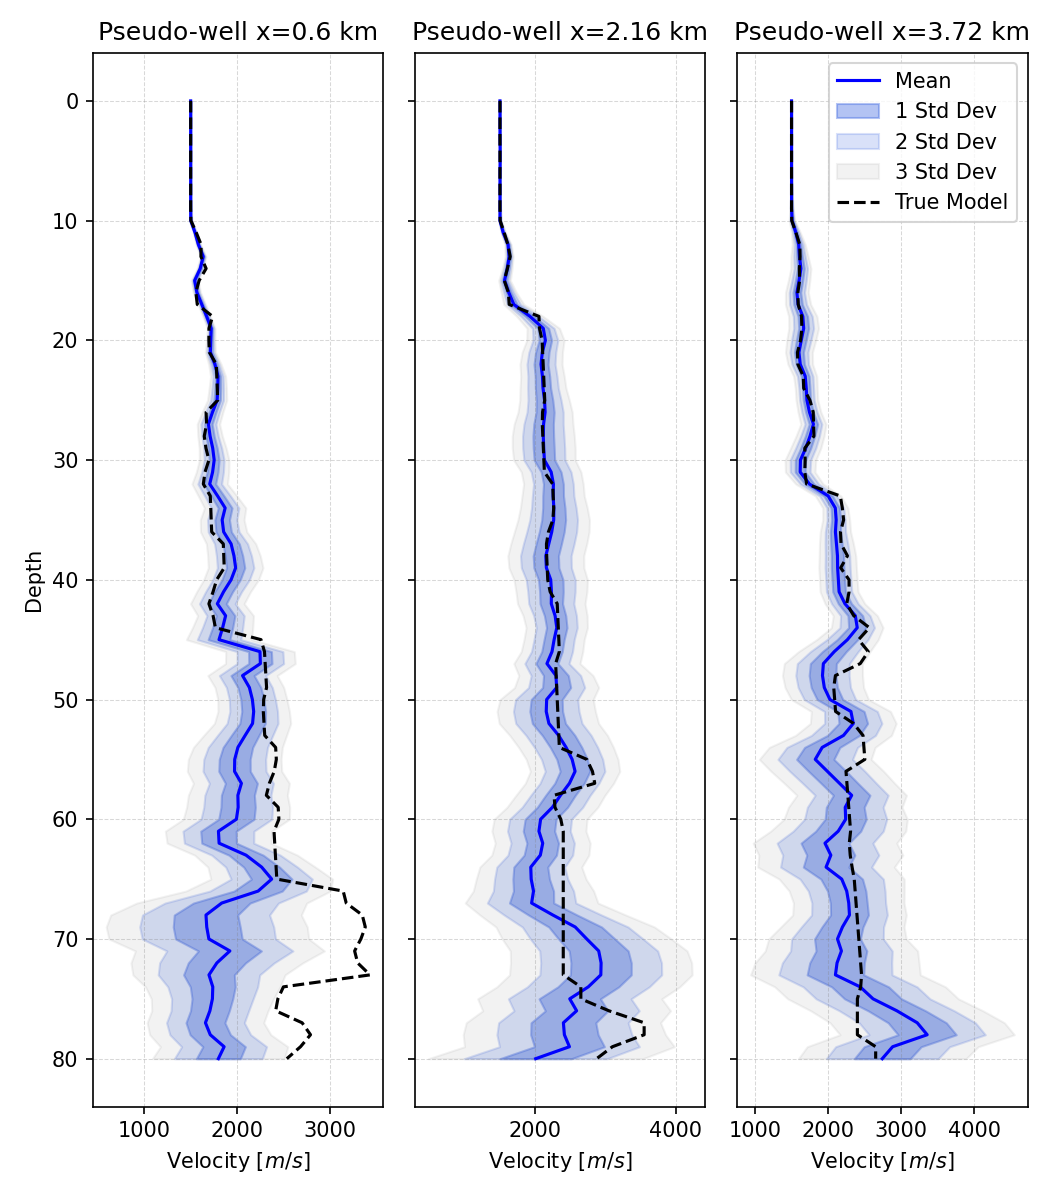 Pseudo-well x=0.6 km
Pseudo-well x=2.16 km
Pseudo-well x=3.72 km
Mean
1 Std Dev
2 Std Dev
3 Std Dev
True Model
Depth
0
10
20
30
40
50
60
70
80
1000 2000 3000
2000 4000
1000 2000 3000 4000
Velocity [m/s]
Velocity [m/s]
Velocity [m/s]